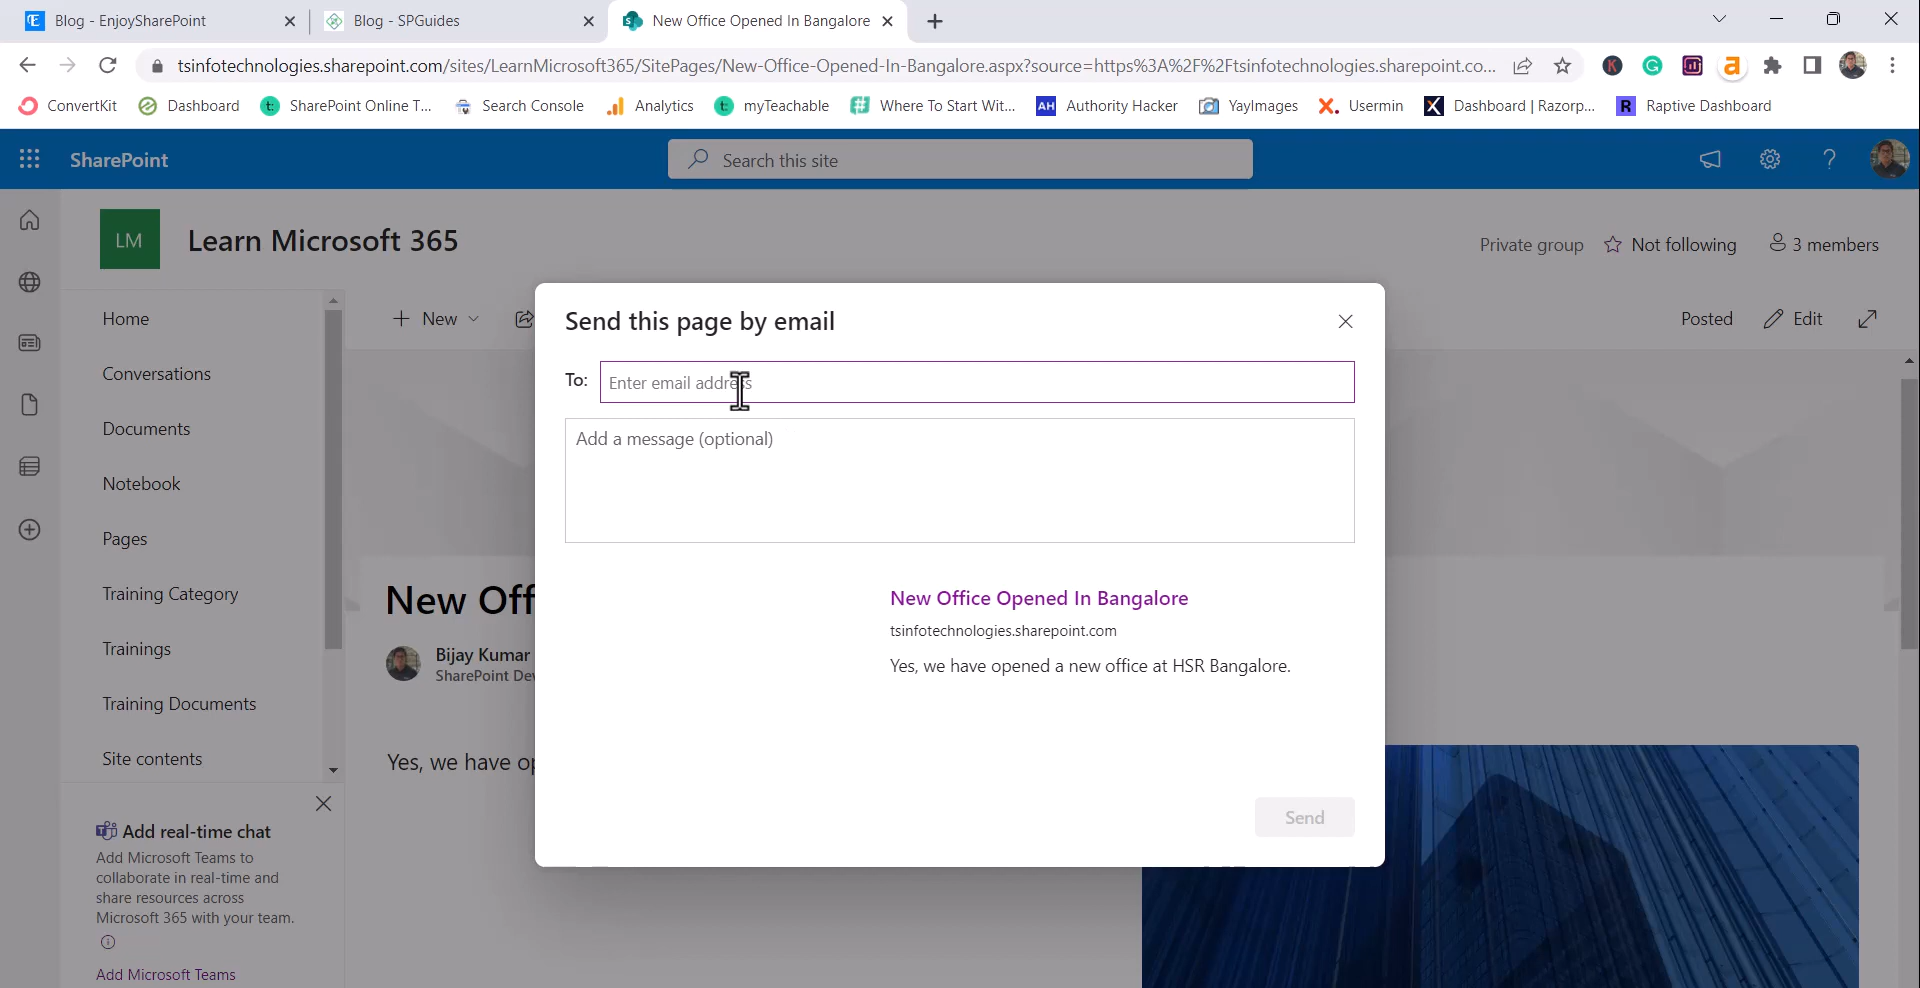 Blog - EnjoySharePoint
Blog - SPGuides
New Office Opened In Bangalore
tsinfotechnologies.sharepoint.com/sites/LearnMicrosoft365/SitePages/New-Office-Opened-In-Bangalore.aspx?source=https%3A%2F%2Ftsinfotechnologies.sharepoint.co...
ConvertKit
Dashboard
SharePoint Online T...
Search Console
Analytics
myTeachable
Where To Start Wit...
AH Authority Hacker
YayImages
Usermin
Dashboard | Razorp...
R Raptive Dashboard
SharePoint
Search this site
LM
Learn Microsoft 365
Private group
Not following
3 members
Home
Conversations
Documents
Notebook
Pages
Training Category
Trainings
Training Documents
Site contents
Add real-time chat
Add Microsoft Teams to
collaborate in real-time and
share resources across
Microsoft 365 with your team.
Add Microsoft Teams
New
Posted
Edit
New Off
Bijay Kumar
SharePoint De
Yes, we have o
Send this page by email
To:
Enter email address
Add a message (optional)
New Office Opened In Bangalore
tsinfotechnologies.sharepoint.com
Yes, we have opened a new office at HSR Bangalore.
Send